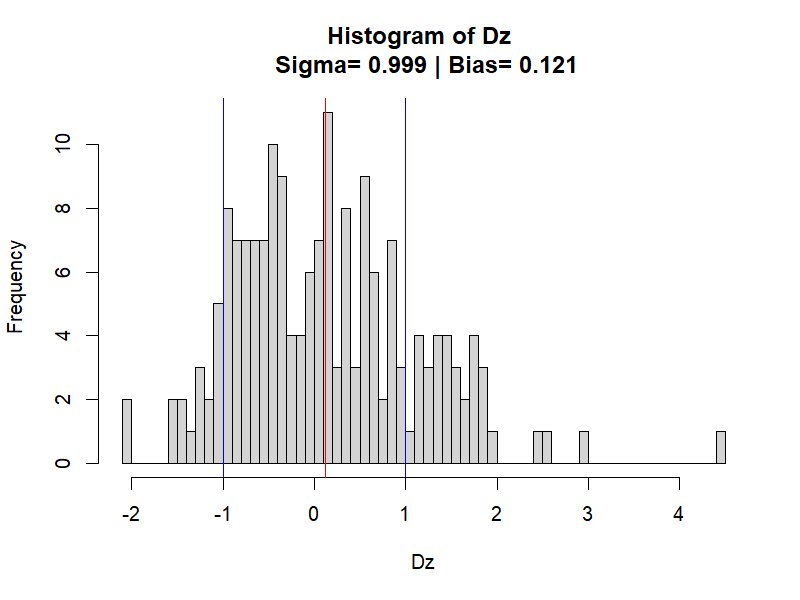 Histogram of Dz
Sigma= 0.999 | Bias= 0.121
Frequency
10
8
6
4
2
0
-2 -1 0 1 2 3 4
Dz